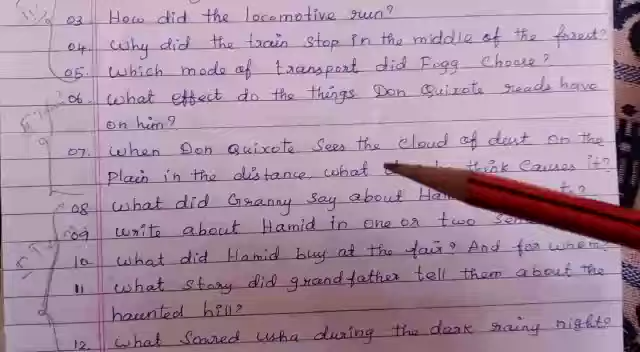 03. How did the locomotive run?
04. Why did the train stop in the middle of the forest?
05. Which mode of transport did Fogg choose?
06. What effect do the things Don Quixote reads have
on him?
07. When Don Quixote sees the cloud of dust on the
plain in the distance what think causes it?
08 What did Granny say about
09 Write about Hamid in one or two
10 What did Hamid buy at the fair? And for whom?
11 What story did grandfather tell them about the
haunted hill?
12. What scared Usha during the dark rainy night?